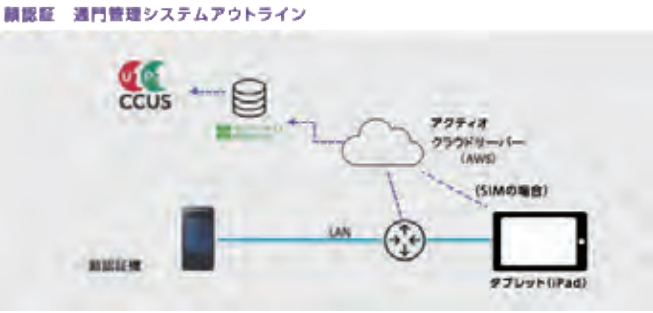 顔認証 通門管理システムアウトライン
CCUS
アクティオ
クラウドサーバー
(AWS)
(SIMの場合)
LAN
顔認証機
タブレット(iPad)